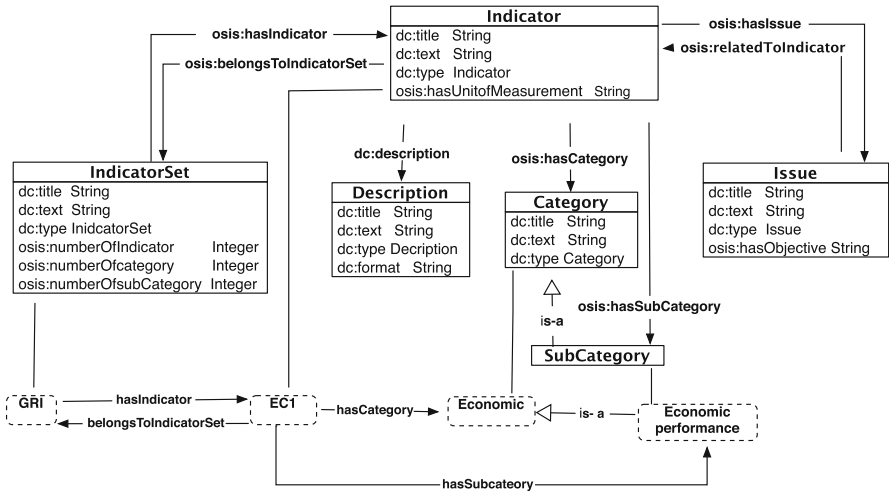 Indicator
dc:title String
dc:text String
dc:type Indicator
osis:hasUnitofMeasurement String
osis:hasIndicator
osis:belongsToIndicatorSet
osis:hasIssue
osis:relatedToIndicator
dc:description
osis:hasCategory
IndicatorSet
dc:title String
dc:text String
dc:type InidcatorSet
osis:numberOfIndicator Integer
osis:numberOfcategory Integer
osis:numberOfsubCategory Integer
Description
dc:title String
dc:text String
dc:type Decription
dc:format String
Category
dc:title String
dc:text String
dc:type Category
Issue
dc:title String
dc:text String
dc:type Issue
osis:hasObjective String
is-a
osis:hasSubCategory
SubCategory
GRI
hasIndicator
belongsToIndicatorSet
EC1
hasCategory
Economic
is- a
Economic
performance
hasSubcateory